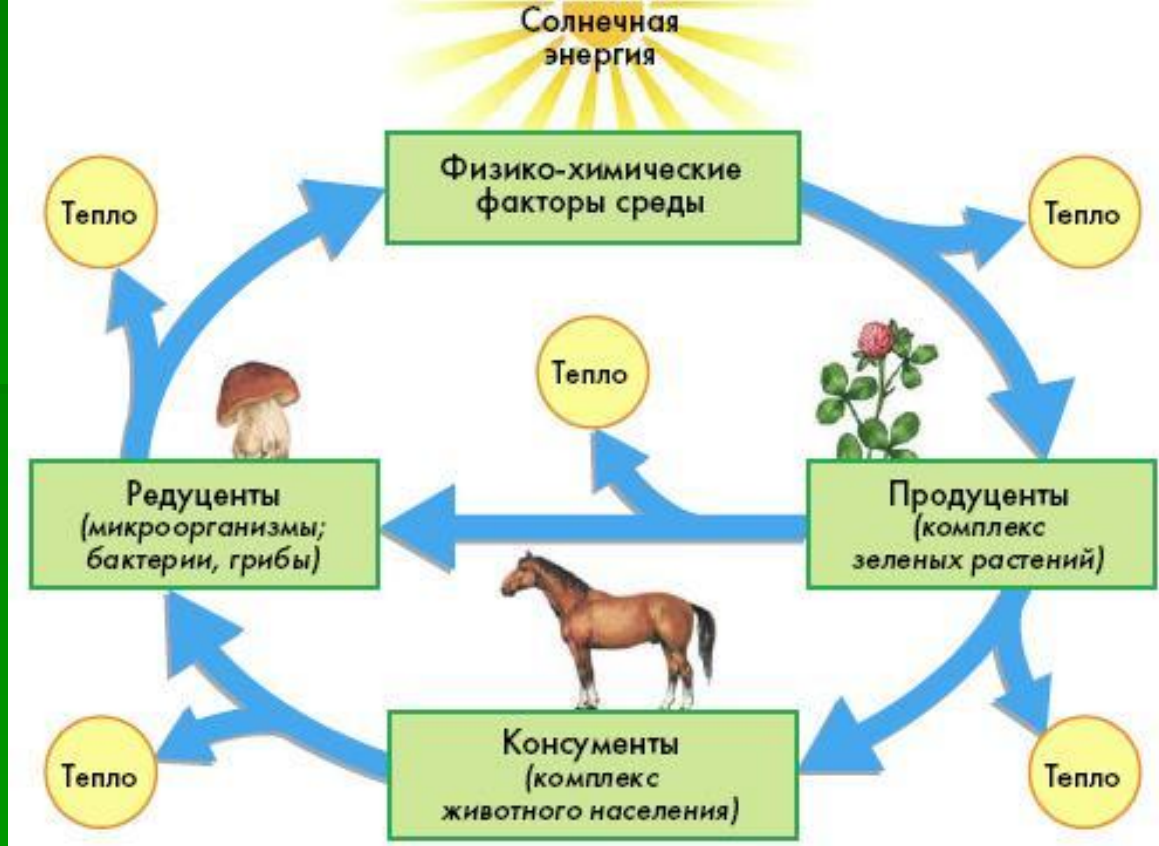 Солнечная
энергия
Физико-химические
факторы среды
Тепло
Тепло
Тепло
Редуценты
(микроорганизмы;
бактерии, грибы)
Продуценты
(комплекс
зеленых растений)
Консументы
(комплекс
животного населения)
Тепло
Тепло